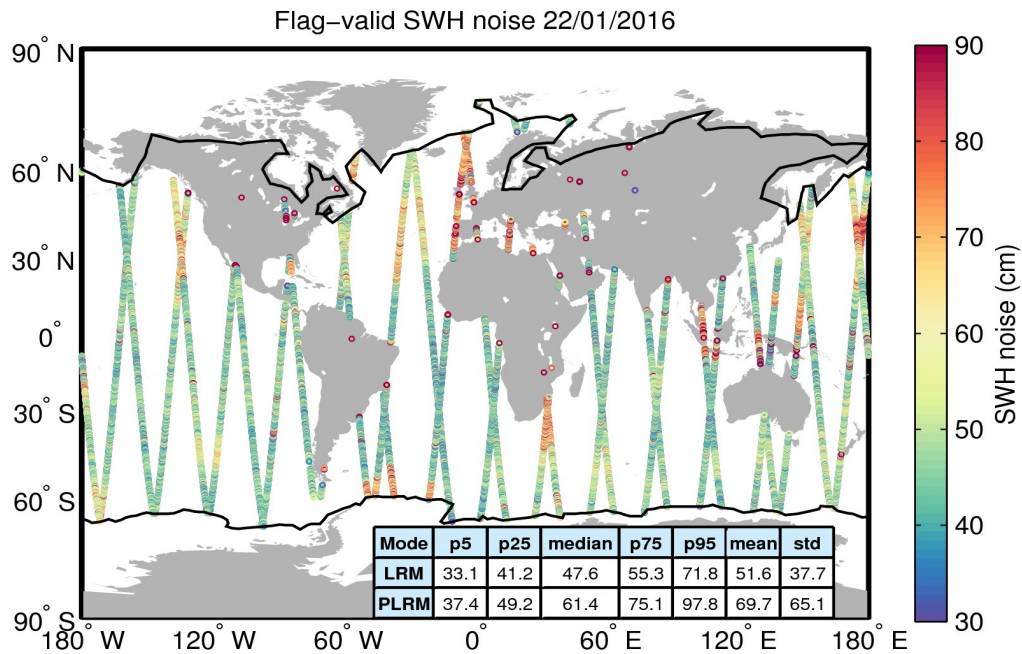 Flag−valid SWH noise 22/01/2016
90° N
60° N
30° N
0°
30° S
60° S
90° S
180° W
120° W
60° W
0°
60° E
120° E
180° E
Mode p5 p25 median p75 p95 mean std
LRM 33.1 41.2 47.6 55.3 71.8 51.6 37.7
PLRM 37.4 49.2 61.4 75.1 97.8 69.7 65.1
90
80
70
60
50
40
30
SWH noise (cm)